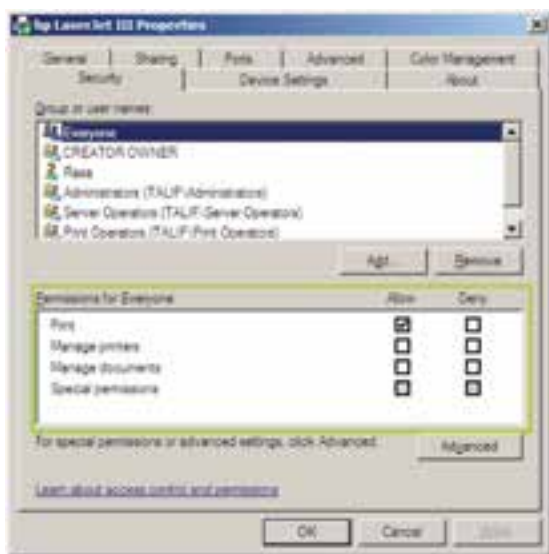 hp LaserJet III Properties
General Sharing Ports Advanced Color Management
Security Device Settings About
Group or user names:
Everyone
CREATOR OWNER
Administrators (TALIF\Administrators)
Server Operators (TALIF\Server Operators)
Print Operators (TALIF\Print Operators)
Add... Remove
Permissions for Everyone Allow Deny
Print
Manage printers
Manage documents
Special permissions
For special permissions or advanced settings, click Advanced.
Advanced
Learn about access control and permissions
OK Cancel Apply